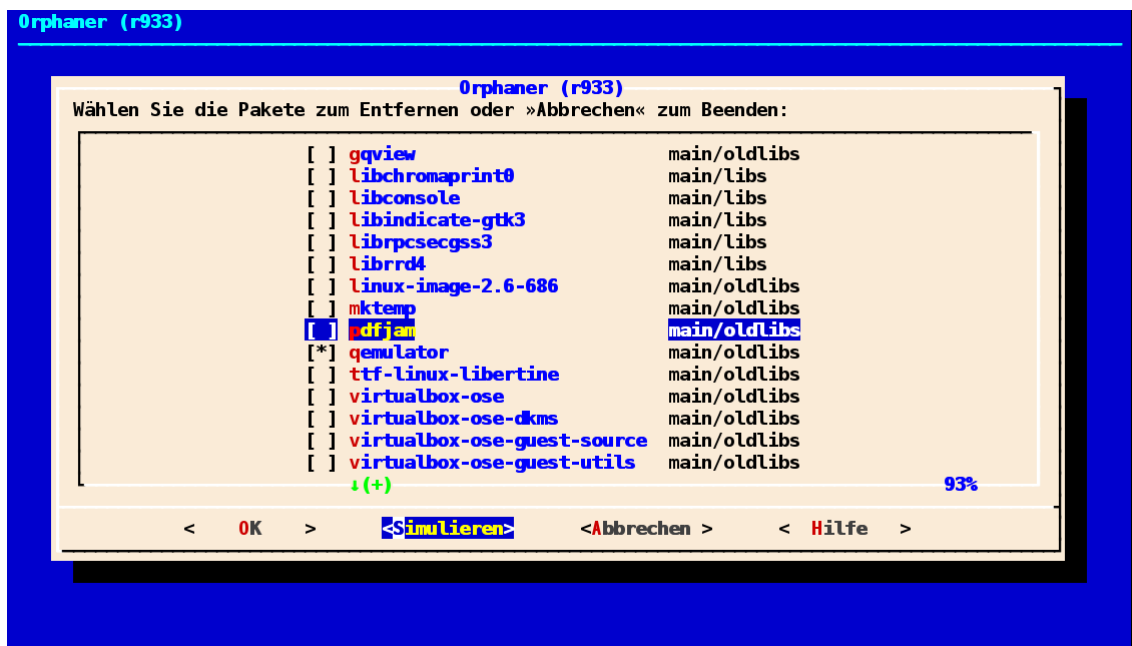 Orphaner (r933)
Orphaner (r933)
Wählen Sie die Pakete zum Entfernen oder »Abbrechen« zum Beenden:
[ ] gqview main/oldlibs
[ ] libchromaprint0 main/libs
[ ] libconsole main/libs
[ ] libindicate-gtk3 main/libs
[ ] librpcsecgss3 main/libs
[ ] librrd4 main/libs
[ ] linux-image-2.6-686 main/oldlibs
[ ] mktemp main/oldlibs
[ ] pdfjam main/oldlibs
[*] qemulator main/oldlibs
[ ] ttf-linux-libertine main/oldlibs
[ ] virtualbox-ose main/oldlibs
[ ] virtualbox-ose-dkms main/oldlibs
[ ] virtualbox-ose-guest-source main/oldlibs
[ ] virtualbox-ose-guest-utils main/oldlibs
↓(+) 93%
< OK > <Simulieren> <Abbrechen > < Hilfe >